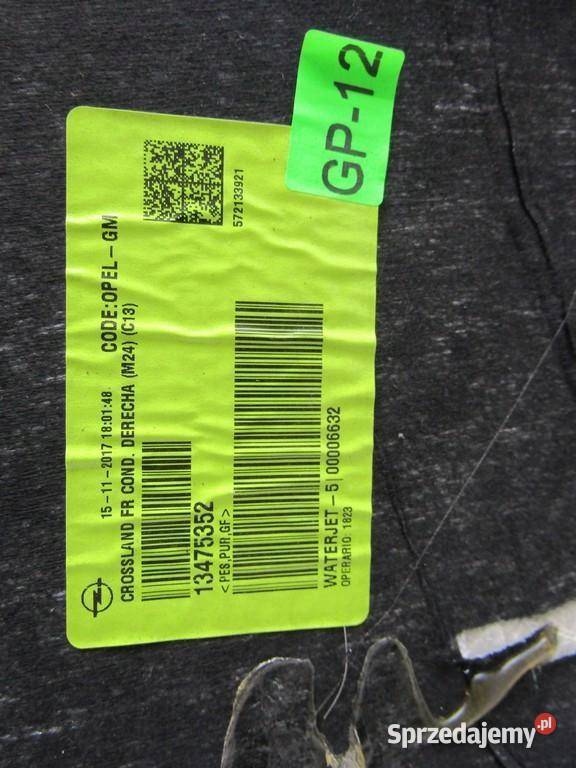 GP-12
572133921
15-11-2017 18:01:48 CODE:OPEL-GM
CROSSLAND FR COND. DERECHA (M24) (C13)
13475352
<PES.PUR.GF>
WATERJET-5 00006632
OPERARIO: 1823
Sprzedajemy.pl